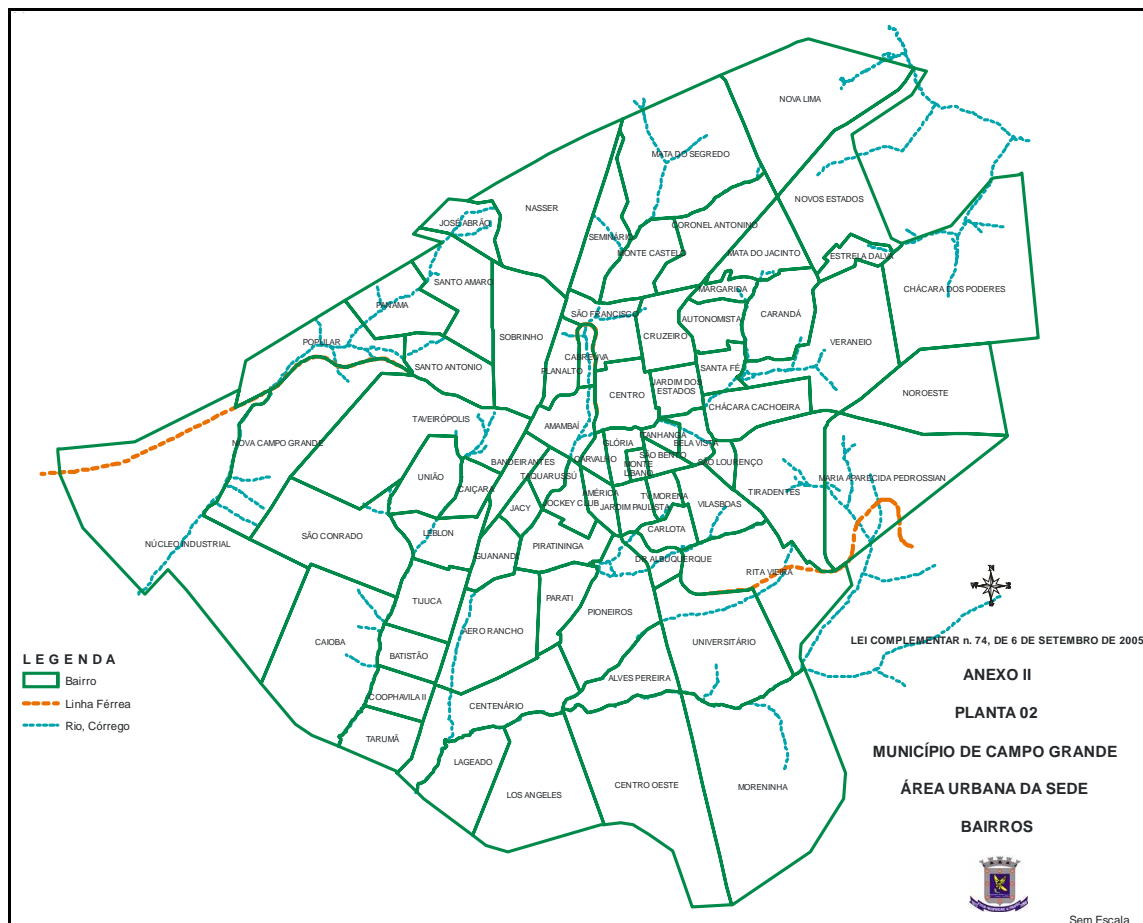 NOVA LIMA
MATA DO SEGREDO
NOVOS ESTADOS
NASSER
JOSÉ ABRÃO
SEMINÁRIO
CORONEL ANTONINO
MONTE CASTELO
MATA DO JACINTO
ESTRELA DALVA
CHÁCARA DOS PODERES
SANTO AMARO
MARGARIDA
PANAMÁ
SÃO FRANCISCO
AUTONOMISTA
CARANDÁ
POPULAR
SOBRINHO
CRUZEIRO
VERANEIO
CABREÚVA
SANTO ANTONIO
PLANALTO
SANTA FÉ
JARDIM DOS
ESTADOS
CENTRO
NOROESTE
CHÁCARA CACHOEIRA
TAVEIRÓPOLIS
AMAMBAÍ
NOVA CAMPO GRANDE
GLÓRIA
ITANHANGÁ
BELA VISTA
SÃO BENTO
BANDEIRANTES
CARVALHO
MONTE
LÍBANO
SÃO LOURENÇO
UNIÃO
TAQUARUSSÚ
MARIA APARECIDA PEDROSSIAN
CAIÇARA
AMÉRICA
TV MORENA
TIRADENTES
JACY
JOCKEY CLUB
JARDIM PAULISTA
VILASBOAS
LEBLON
CARLOTA
SÃO CONRADO
NÚCLEO INDUSTRIAL
GUANANDI
PIRATININGA
DR ALBUQUERQUE
RITA VIEIRA
TIJUCA
PARATI
PIONEIROS
CAIOBA
AERO RANCHO
UNIVERSITÁRIO
BATISTÃO
ALVES PEREIRA
COOPHAVILA II
CENTENÁRIO
TARUMÃ
LAGEADO
LOS ANGELES
CENTRO OESTE
MORENINHA
LEGENDA
Bairro
Linha Férrea
Rio, Córrego
N
W E
S
LEI COMPLEMENTAR n. 74, DE 6 DE SETEMBRO DE 2005
ANEXO II
PLANTA 02
MUNICÍPIO DE CAMPO GRANDE
ÁREA URBANA DA SEDE
BAIRROS
Sem Escala